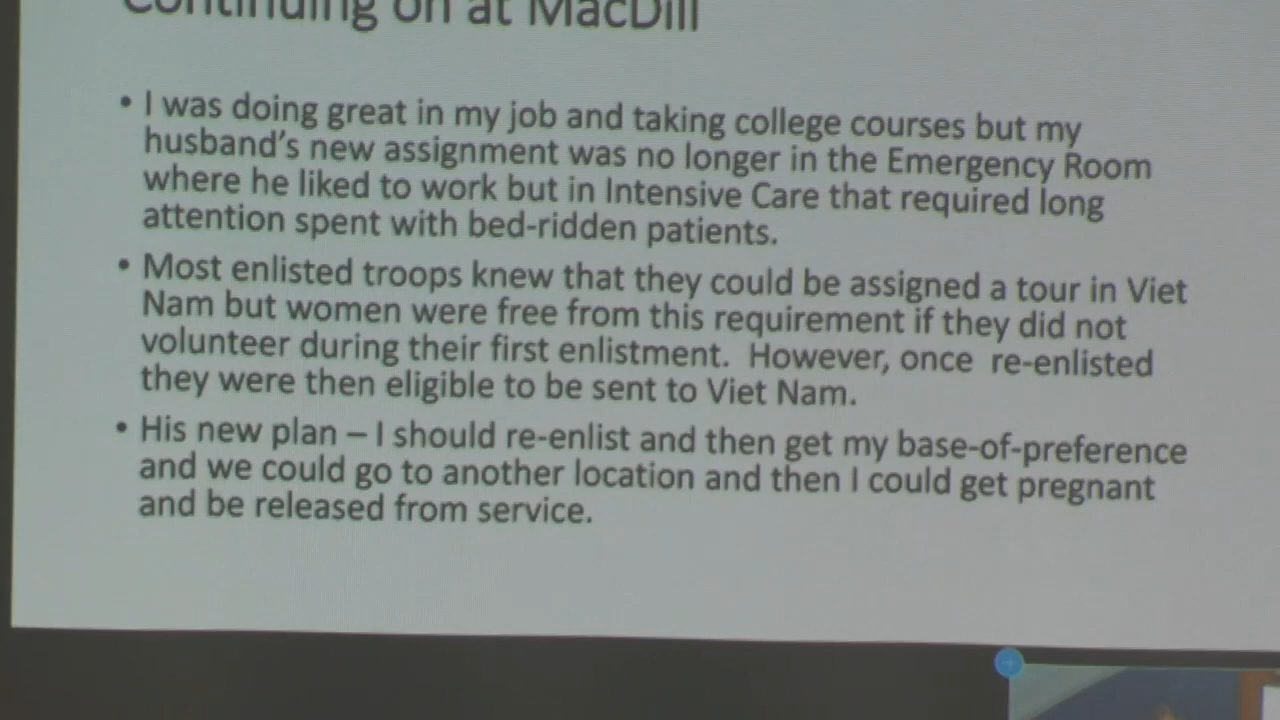 Continuing on at MacDill
• I was doing great in my job and taking college courses but my
husband's new assignment was no longer in the Emergency Room
where he liked to work but in Intensive Care that required long
attention spent with bed-ridden patients.
• Most enlisted troops knew that they could be assigned a tour in Viet
Nam but women were free from this requirement if they did not
volunteer during their first enlistment.  However, once  re-enlisted
they were then eligible to be sent to Viet Nam.
• His new plan – I should re-enlist and then get my base-of-preference
and we could go to another location and then I could get pregnant
and be released from service.